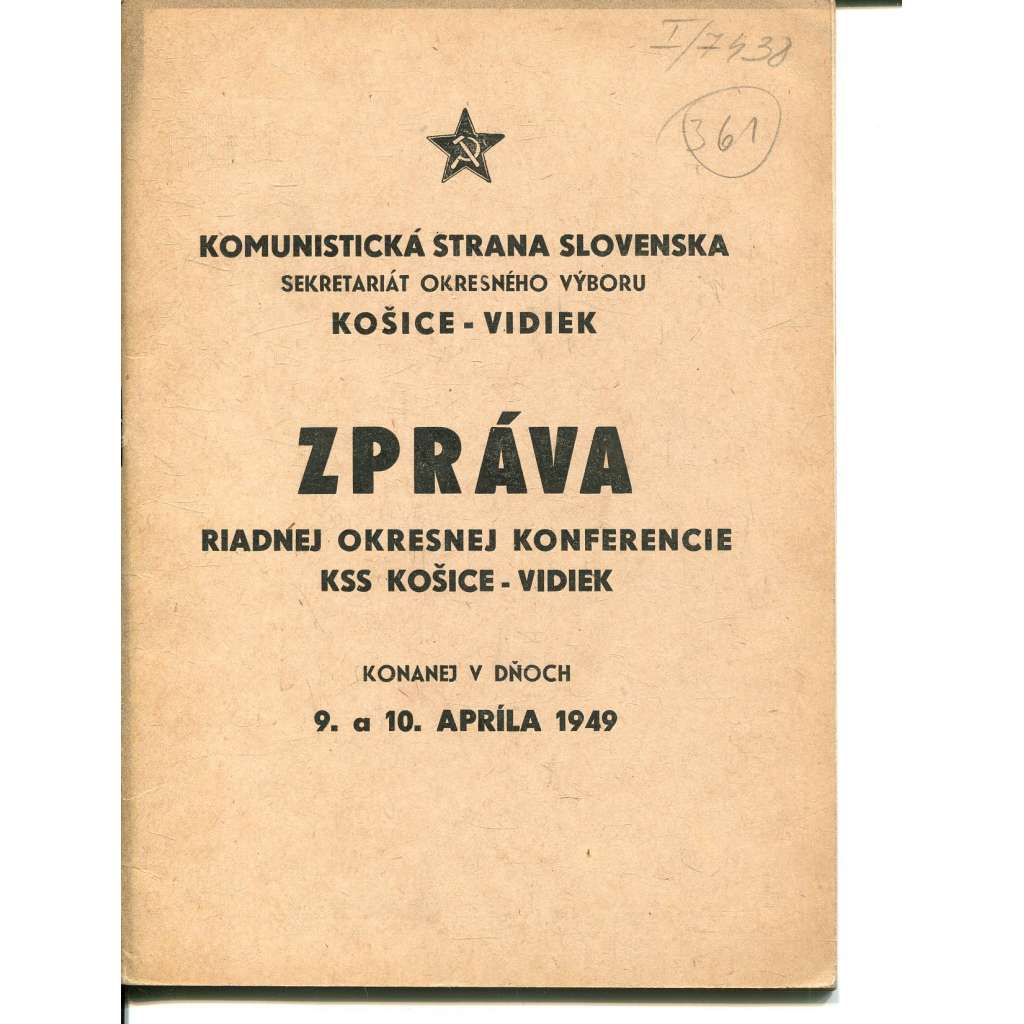 I/7438
361
KOMUNISTICKÁ STRANA SLOVENSKA
SEKRETARIÁT OKRESNÉHO VÝBORU
KOŠICE - VIDIEK
ZPRÁVA
RIADNEJ OKRESNEJ KONFERENCIE
KSS KOŠICE - VIDIEK
KONANEJ V DŇOCH
9. a 10. APRÍLA 1949